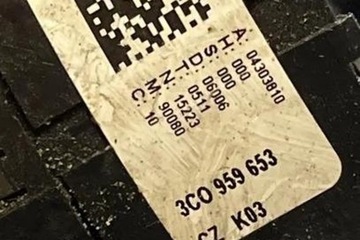 A 04303810
H 000
S 000
D 06006
T 0511
N 15223
M 90080
C 10
3C0 959 653
CZ K03